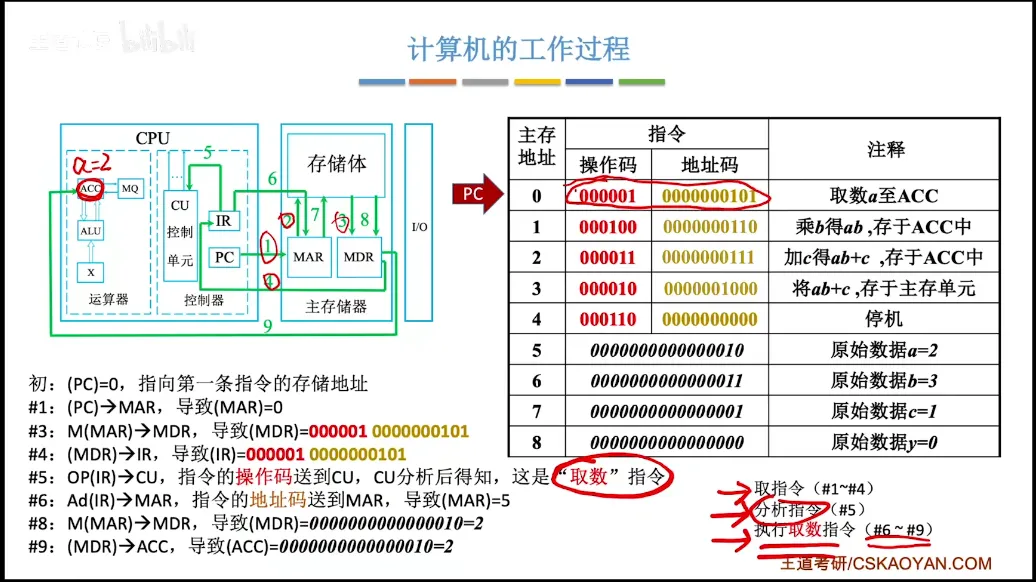 bilibili
计算机的工作过程
CPU
a=2
ACC
MQ
ALU
X
运算器
CU
控制
单元
IR
PC
控制器
存储体
MAR
MDR
主存储器
I/O
5
6
2
7
3
8
1
4
9
PC
主存地址 指令 注释
操作码 地址码
0 000001 0000000101 取数a至ACC
1 000100 0000000110 乘b得ab ,存于ACC中
2 000011 0000000111 加c得ab+c ,存于ACC中
3 000010 0000001000 将ab+c ,存于主存单元
4 000110 0000000000 停机
5 0000000000000010 原始数据a=2
6 0000000000000011 原始数据b=3
7 0000000000000001 原始数据c=1
8 0000000000000000 原始数据y=0
初：(PC)=0，指向第一条指令的存储地址
#1：(PC)→MAR，导致(MAR)=0
#3：M(MAR)→MDR，导致(MDR)=000001 0000000101
#4：(MDR)→IR，导致(IR)=000001 0000000101
#5：OP(IR)→CU，指令的操作码送到CU，CU分析后得知，这是“取数”指令
#6：Ad(IR)→MAR，指令的地址码送到MAR，导致(MAR)=5
#8：M(MAR)→MDR，导致(MDR)=0000000000000010=2
#9：(MDR)→ACC，导致(ACC)=0000000000000010=2
取指令（#1~#4）
分析指令（#5）
执行取数指令（#6 ~ #9）
王道考研/CSKAOYAN.COM